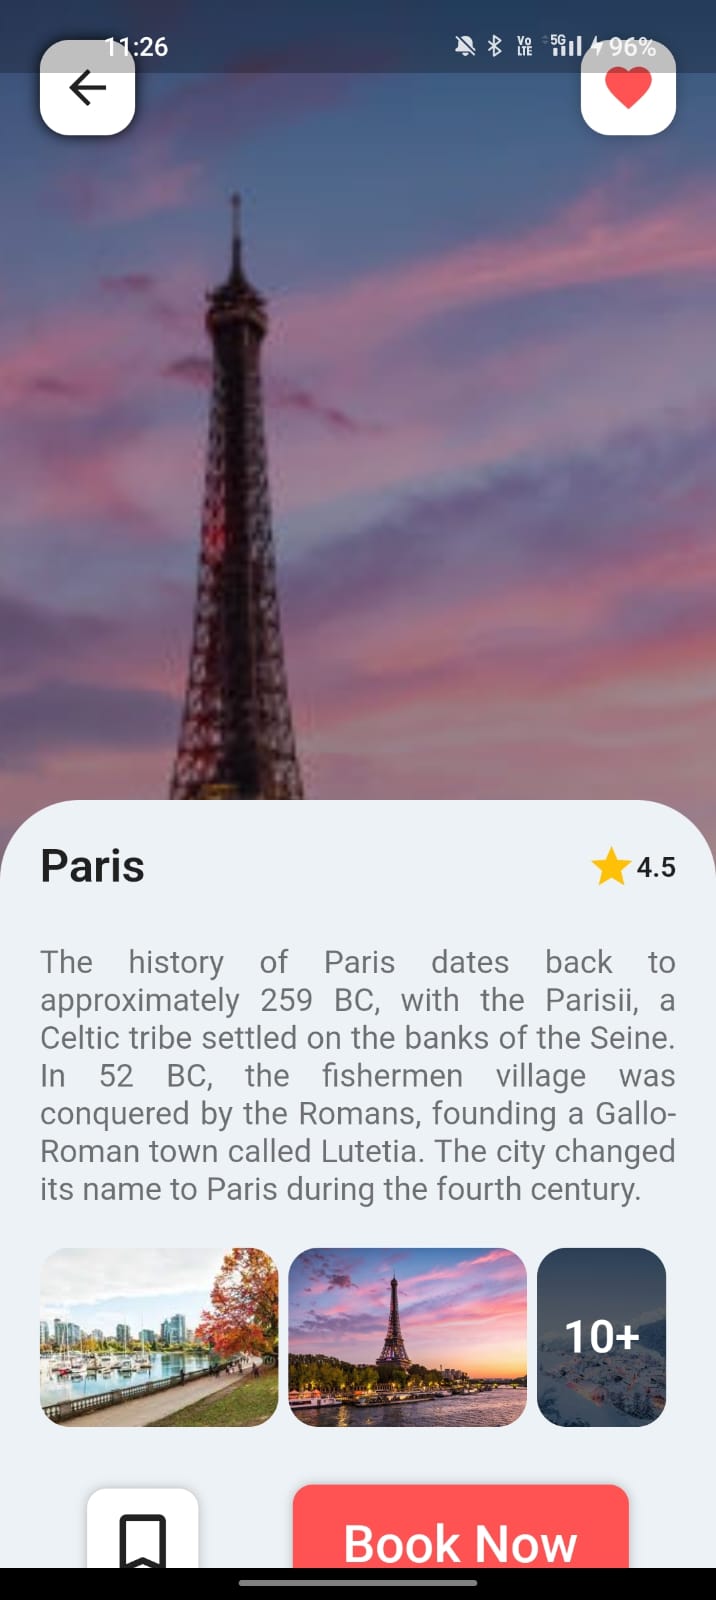 11:26
Vo
LTE
5G
96%
Paris
4.5
The history of Paris dates back to
approximately 259 BC, with the Parisii, a
Celtic tribe settled on the banks of the Seine.
In 52 BC, the fishermen village was
conquered by the Romans, founding a Gallo-
Roman town called Lutetia. The city changed
its name to Paris during the fourth century.
10+
Book Now